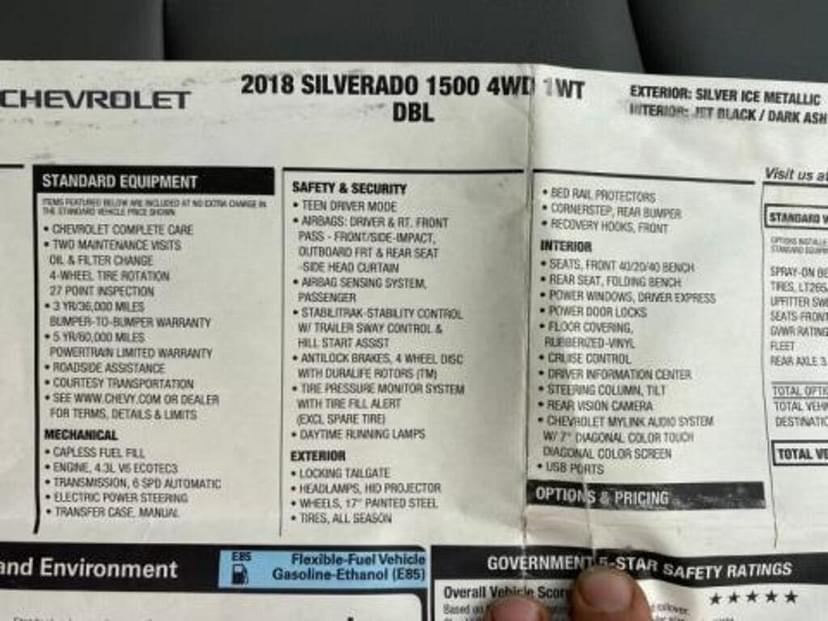 CHEVROLET
2018 SILVERADO 1500 4WD 1WT
DBL
EXTERIOR: SILVER ICE METALLIC
INTERIOR: JET BLACK / DARK ASH
STANDARD EQUIPMENT
ITEMS FEATURED BELOW ARE INCLUDED AT NO EXTRA CHARGE IN
THE STANDARD VEHICLE PRICE SHOWN
• CHEVROLET COMPLETE CARE
• TWO MAINTENANCE VISITS
OIL & FILTER CHANGE
4-WHEEL TIRE ROTATION
27 POINT INSPECTION
• 3 YR/36,000 MILES
BUMPER-TO-BUMPER WARRANTY
• 5 YR/60,000 MILES
POWERTRAIN LIMITED WARRANTY
• ROADSIDE ASSISTANCE
• COURTESY TRANSPORTATION
• SEE WWW.CHEVY.COM OR DEALER
FOR TERMS, DETAILS & LIMITS
MECHANICAL
• CAPLESS FUEL FILL
• ENGINE, 4.3L V6 ECOTEC3
• TRANSMISSION, 6 SPD AUTOMATIC
• ELECTRIC POWER STEERING
• TRANSFER CASE, MANUAL
SAFETY & SECURITY
• TEEN DRIVER MODE
• AIRBAGS: DRIVER & RT. FRONT
PASS - FRONT/SIDE-IMPACT,
OUTBOARD FRT & REAR SEAT
-SIDE HEAD CURTAIN
• AIRBAG SENSING SYSTEM,
PASSENGER
• STABILITRAK-STABILITY CONTROL
W/ TRAILER SWAY CONTROL &
HILL START ASSIST
• ANTILOCK BRAKES, 4 WHEEL DISC
WITH DURALIFE ROTORS (TM)
• TIRE PRESSURE MONITOR SYSTEM
WITH TIRE FILL ALERT
(EXCL SPARE TIRE)
• DAYTIME RUNNING LAMPS
EXTERIOR
• LOCKING TAILGATE
• HEADLAMPS, HID PROJECTOR
• WHEELS, 17" PAINTED STEEL
• TIRES, ALL SEASON
• BED RAIL PROTECTORS
• CORNERSTEP, REAR BUMPER
• RECOVERY HOOKS, FRONT
INTERIOR
• SEATS, FRONT 40/20/40 BENCH
• REAR SEAT, FOLDING BENCH
• POWER WINDOWS, DRIVER EXPRESS
• POWER DOOR LOCKS
• FLOOR COVERING,
RUBBERIZED-VINYL
• CRUISE CONTROL
• DRIVER INFORMATION CENTER
• STEERING COLUMN, TILT
• REAR VISION CAMERA
• CHEVROLET MYLINK AUDIO SYSTEM
W/ 7" DIAGONAL COLOR TOUCH
DIAGONAL COLOR SCREEN
• USB PORTS
OPTIONS & PRICING
Visit us at
STANDARD V
OPTIONS INSTALLE
STANDARD EQUIPM
SPRAY-ON BE
TIRES, LT265
UPFITTER SW
SEATS-FRONT
GVWR RATING
FLEET
REAR AXLE 3.
TOTAL OPTIO
TOTAL VEH
DESTINATIO
TOTAL VE
and Environment
E85
Flexible-Fuel Vehicle
Gasoline-Ethanol (E85)
GOVERNMENT 5-STAR SAFETY RATINGS
Overall Vehicle Score
★★★★★
Based on
rollover.